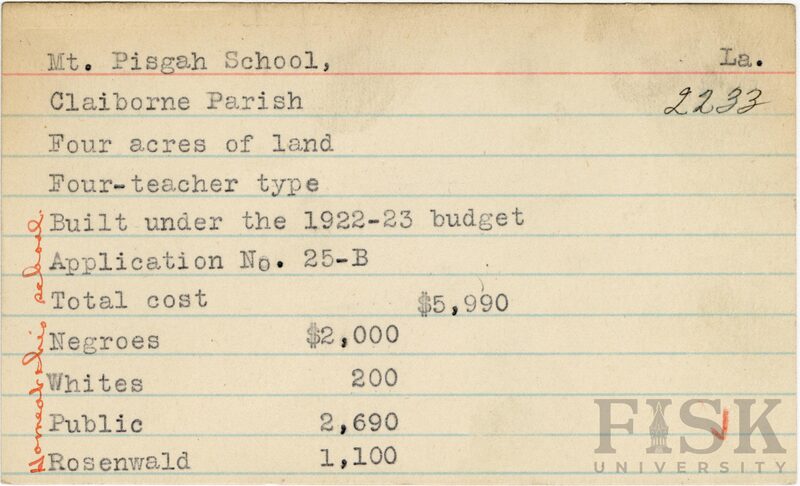 Mt. Pisgah School, La.
Claiborne Parish 2233
Four acres of land
Four-teacher type
Built under the 1922-23 budget
Application No. 25-B
Total cost $5,990
Negroes $2,000
Whites 200
Public 2,690
Rosenwald 1,100
school
FISK
UNIVERSITY